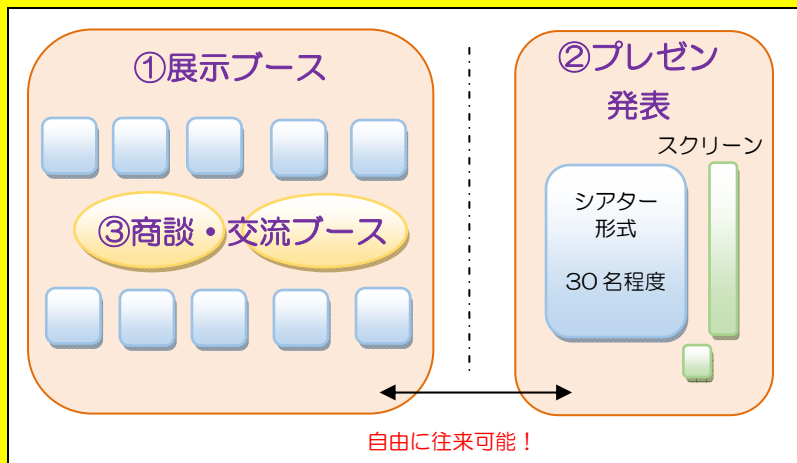 ①展示ブース
③商談・交流ブース
②プレゼン
発表
スクリーン
シアター
形式
30名程度
自由に往来可能！